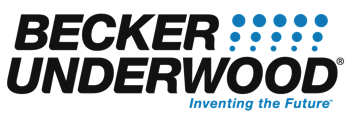 BECKER
UNDERWOOD®
Inventing the Future™